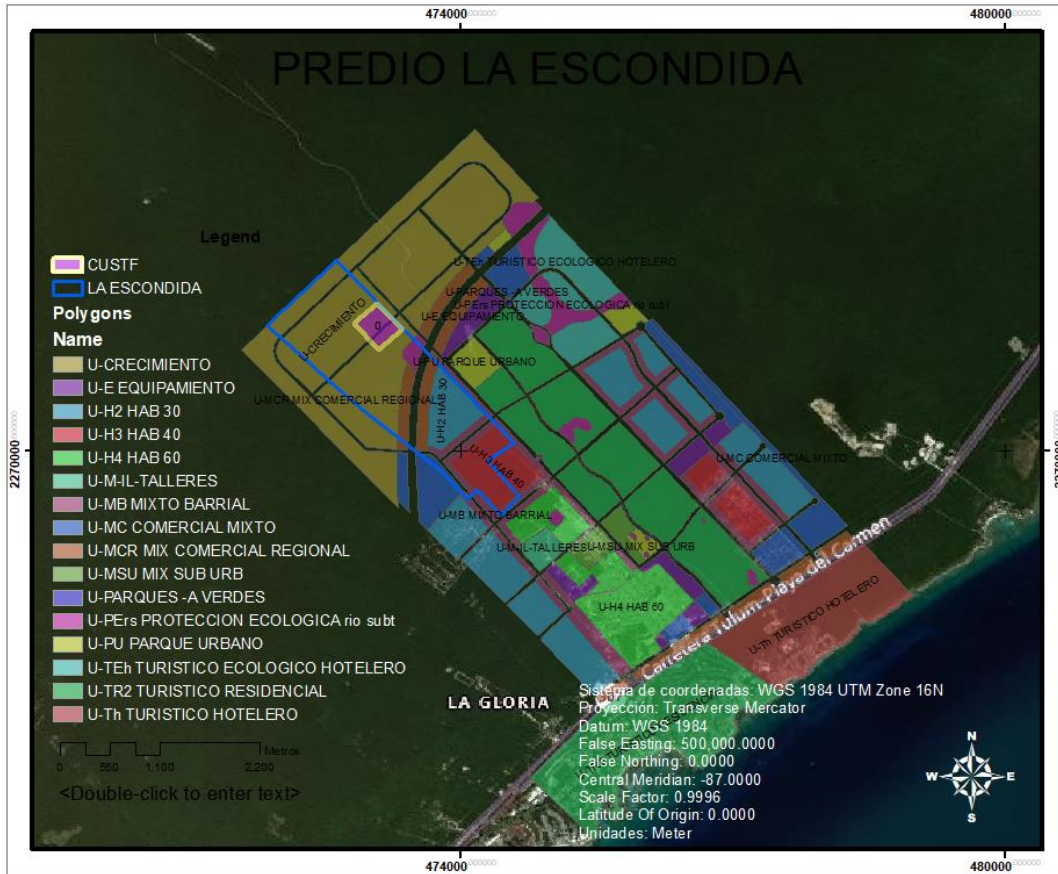 474000
480000
PREDIO LA ESCONDIDA
Legend
CUSTF
LA ESCONDIDA
Polygons
Name
U-CRECIMIENTO
U-E EQUIPAMIENTO
U-H2 HAB 30
U-H3 HAB 40
U-H4 HAB 60
U-M-IL-TALLERES
U-MB MIXTO BARRIAL
U-MC COMERCIAL MIXTO
U-MCR MIX COMERCIAL REGIONAL
U-MSU MIX SUB URB
U-PARQUES -A VERDES
U-PErs PROTECCION ECOLOGICA rio subt
U-PU PARQUE URBANO
U-TEh TURISTICO ECOLOGICO HOTELERO
U-TR2 TURISTICO RESIDENCIAL
U-Th TURISTICO HOTELERO
Metros
0 550 1,100 2,200
<Double-click to enter text>
U-TEh TURISTICO ECOLOGICO HOTELERO
U-PARQUES -A VERDES
U-PErs PROTECCION ECOLOGICA rio subt
U-E EQUIPAMIENTO
U-CRECIMIENTO
0
U-PU PARQUE URBANO
U-MCR MIX COMERCIAL REGIONAL
U-H2 HAB 30
U-H3 HAB 40
U-MC COMERCIAL MIXTO
U-MB MIXTO BARRIAL
U-M-IL-TALLERES
U-MSU MIX SUB URB
U-H4 HAB 60
Carretera Tulum-Playa del Carmen
U-Th TURISTICO HOTELERO
LA GLORIA
Sistema de coordenadas: WGS 1984 UTM Zone 16N
Proyección: Transverse Mercator
Datum: WGS 1984
False Easting: 500,000.0000
False Northing: 0.0000
Central Meridian: -87.0000
Scale Factor: 0.9996
Latitude Of Origin: 0.0000
Unidades: Meter
N
W E
S
2270000
474000
480000